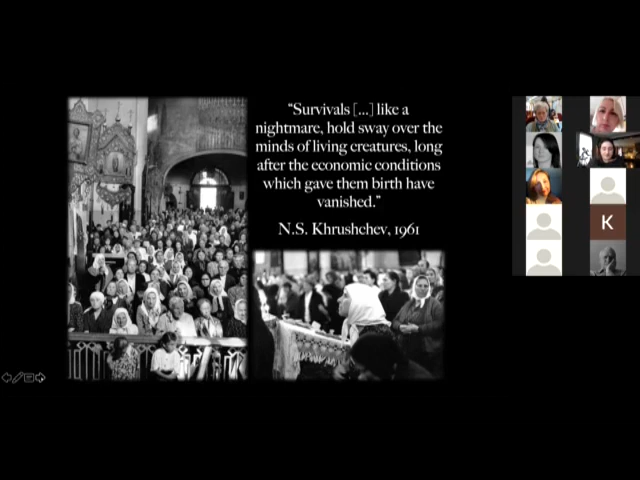 “Survivals [...] like a
nightmare, hold sway over the
minds of living creatures, long
after the economic conditions
which gave them birth have
vanished.”
N.S. Khrushchev, 1961
K